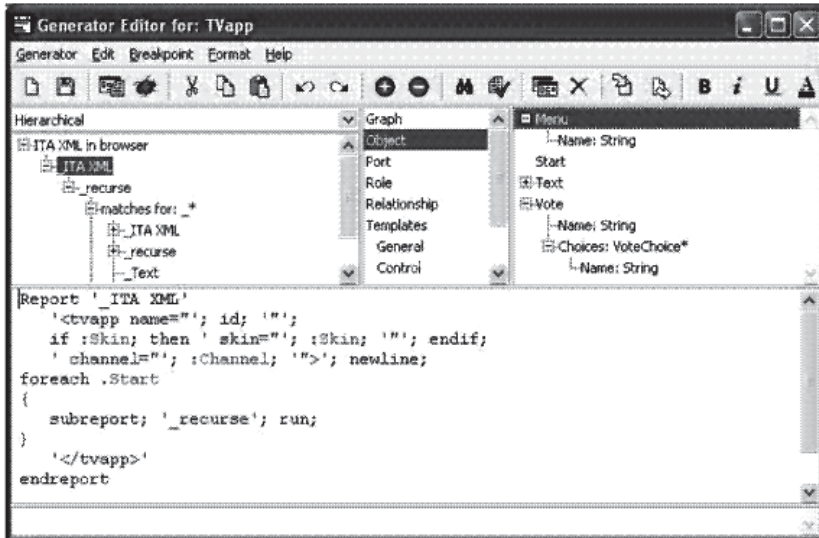 Generator Editor for: TVapp
Generator Edit Breakpoint Format Help
B i U A
Hierarchical
ITA XML in browser
_ITA XML
_recurse
matches for: _*
_ITA XML
_recurse
_Text
Graph
Object
Port
Role
Relationship
Templates
General
Control
Menu
Name: String
Start
Text
Vote
Name: String
Choices: VoteChoice*
Name: String
Report '_ITA XML'
'<tvapp name="'; id; '"';
if :Skin; then ' skin="'; :Skin; '"'; endif;
' channel="'; :Channel; '">'; newline;
foreach .Start
{
subreport; '_recurse'; run;
}
'</tvapp>'
endreport